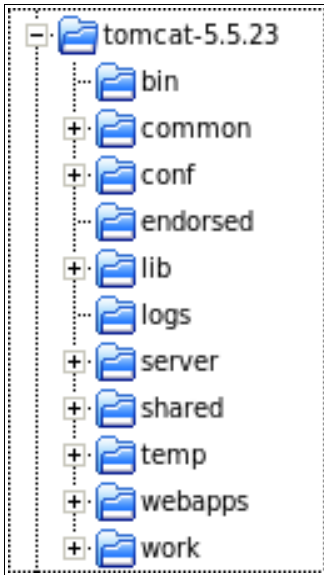 tomcat-5.5.23
bin
common
conf
endorsed
lib
logs
server
shared
temp
webapps
work